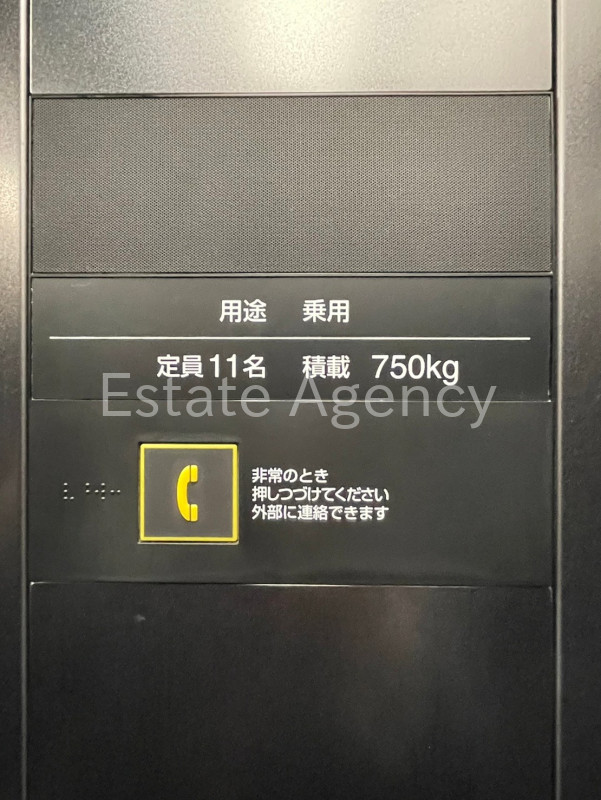 用途 乗用
定員11名 積載 750kg
Estate Agency
非常のとき
押しつづけてください
外部に連絡できます